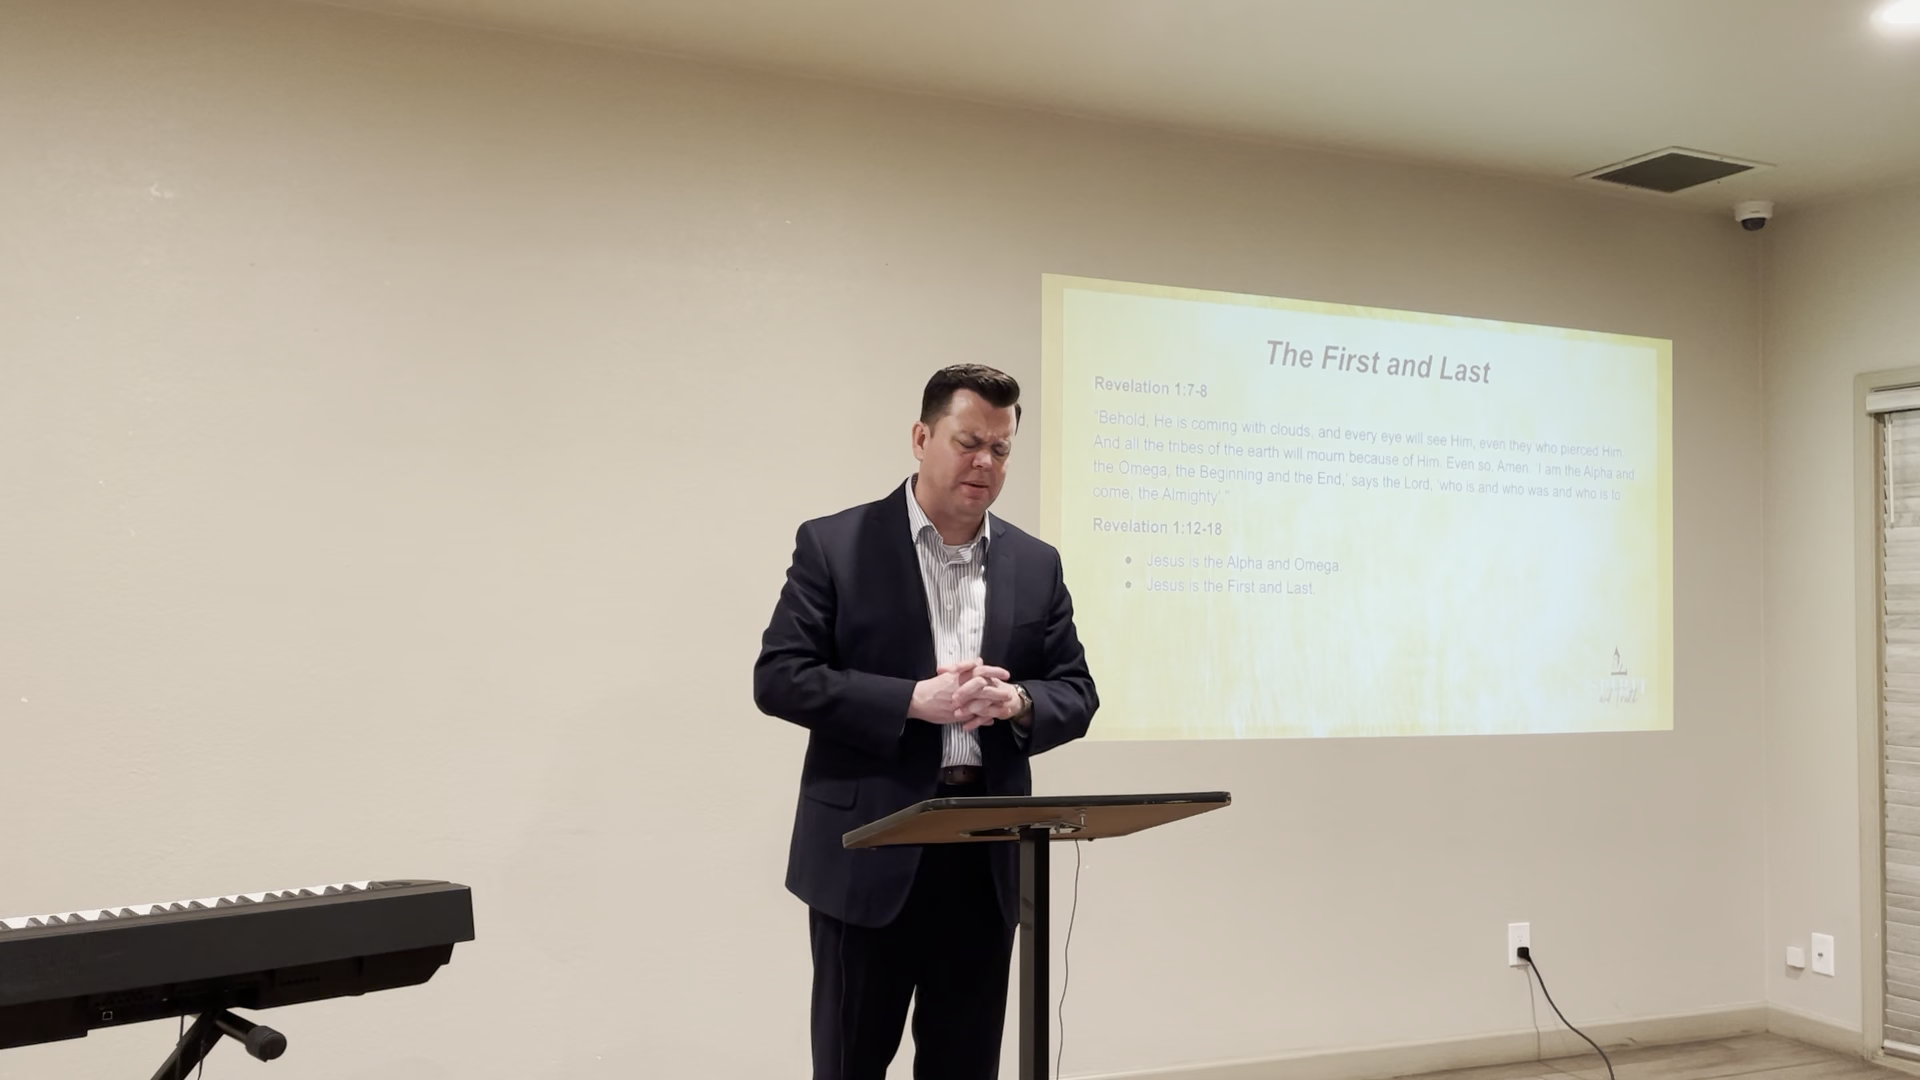 The First and Last
Revelation 1:7-8
"Behold, He is coming with clouds, and every eye will see Him, even they who pierced Him.
And all the tribes of the earth will mourn because of Him. Even so, Amen. 'I am the Alpha and
the Omega, the Beginning and the End,' says the Lord, 'who is and who was and who is to
come, the Almighty'."
Revelation 1:12-18
• Jesus is the Alpha and Omega.
• Jesus is the First and Last
and Truth